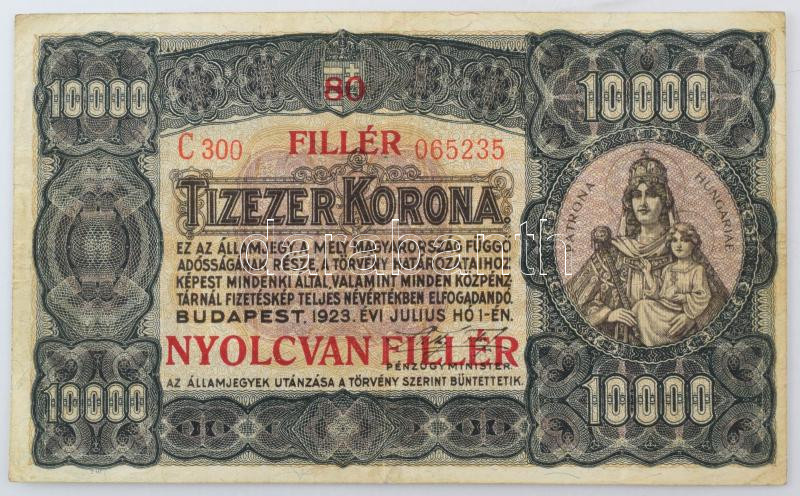 10000
10000
80
FILLÉR
C 300
065235
TIZEZER KORONA.
EZ AZ ÁLLAMJEGY, A MELY MAGYARORSZÁG FÜGGŐ
ADÓSSÁGÁNAK RÉSZE, A TÖRVÉNY HATÁROZATAIHOZ
KÉPEST MINDENKI ÁLTAL, VALAMINT MINDEN KÖZPÉNZ-
TÁRNÁL FIZETÉSKÉP TELJES NÉVÉRTÉKBEN ELFOGADANDÓ.
BUDAPEST, 1923. ÉVI JULIUS HÓ 1-ÉN.
NYOLCVAN FILLÉR
PÉNZÜGYMINISTER.
AZ ÁLLAMJEGYEK UTÁNZÁSA A TÖRVÉNY SZERINT BÜNTETTETIK.
PATRONA HUNGARIAE
10000
10000
darabanth